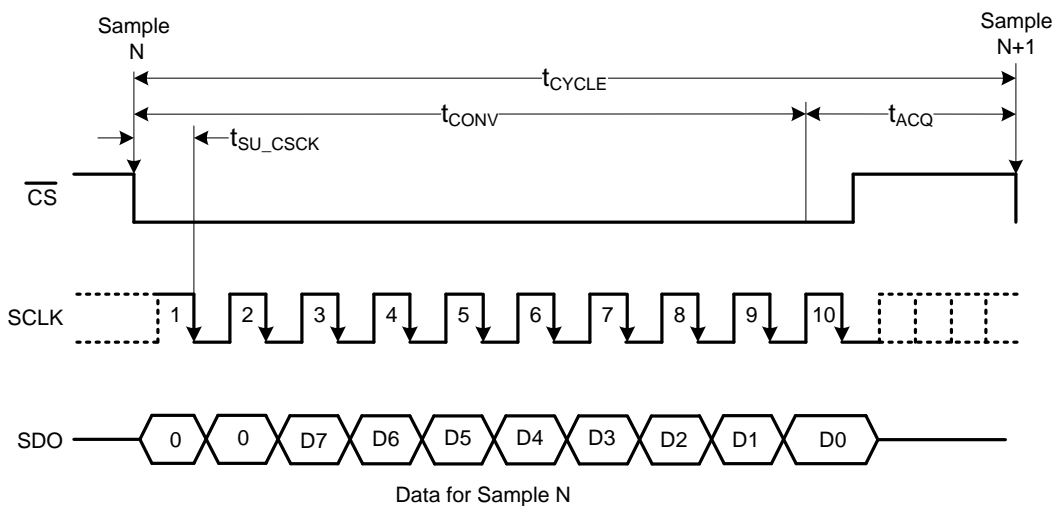 Sample
N
Sample
N+1
tCYCLE
tCONV
tACQ
tSU_CSCK
CS
SCLK
1 2 3 4 5 6 7 8 9 10
SDO
0 0 D7 D6 D5 D4 D3 D2 D1 D0
Data for Sample N